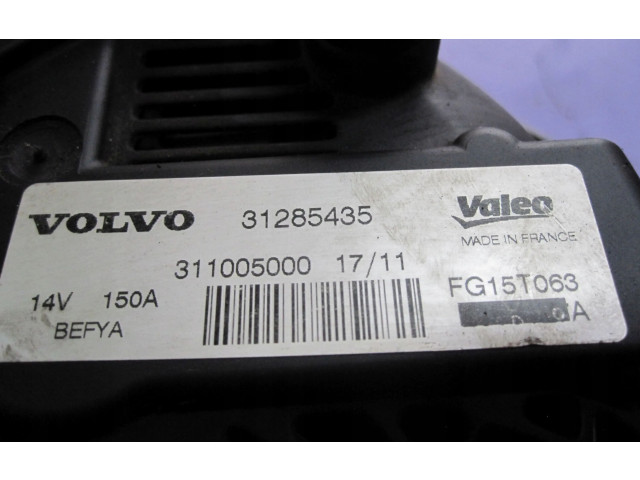 VOLVO 31285435 Valeo
MADE IN FRANCE
311005000 17/11
14V 150A FG15T063
BEFYA A